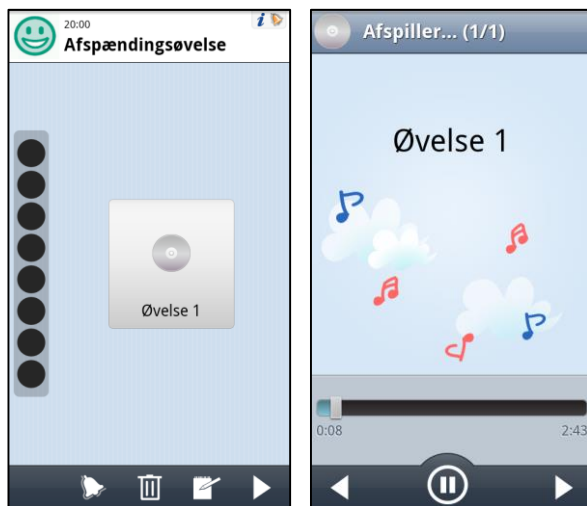 20:00
i
Afspændingsøvelse
Øvelse 1
Afspiller... (1/1)
Øvelse 1
0:08
2:43